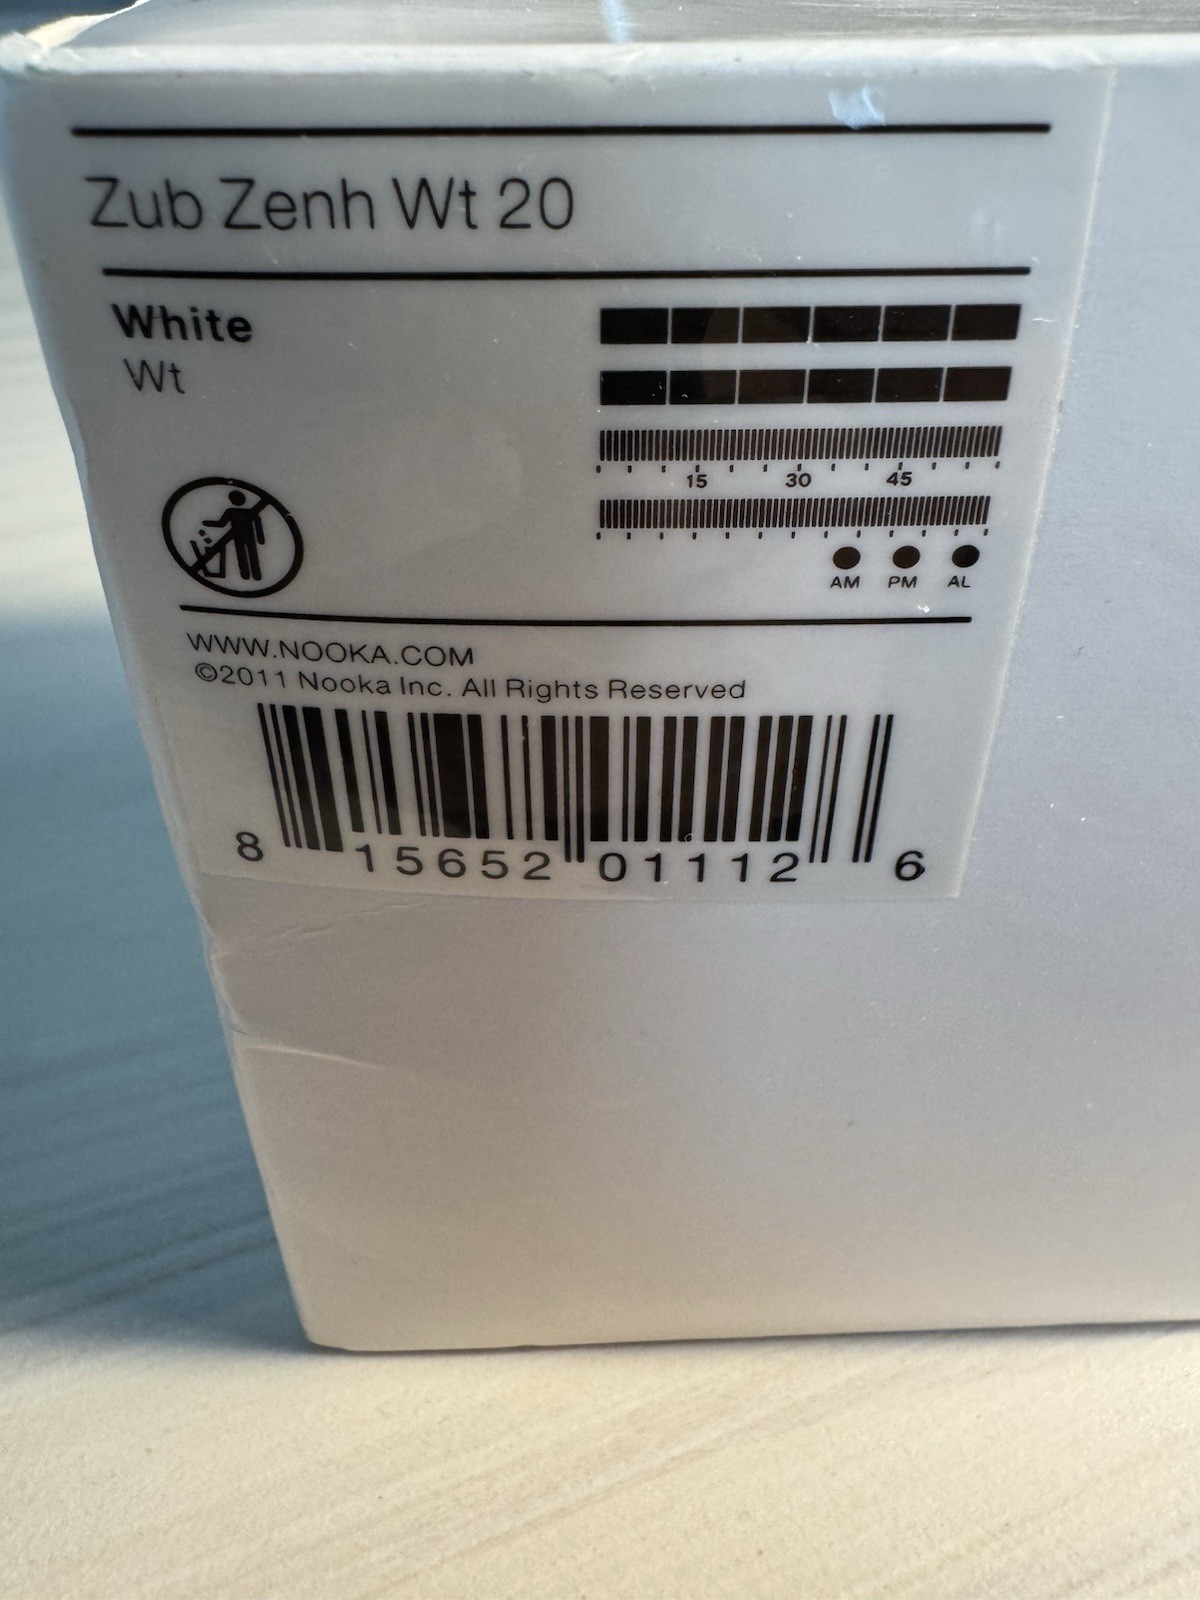 Zub Zenh Wt 20
White
Wt
15 30 45
AM PM AL
WWW.NOOKA.COM
©2011 Nooka Inc. All Rights Reserved
8 15652 01112 6